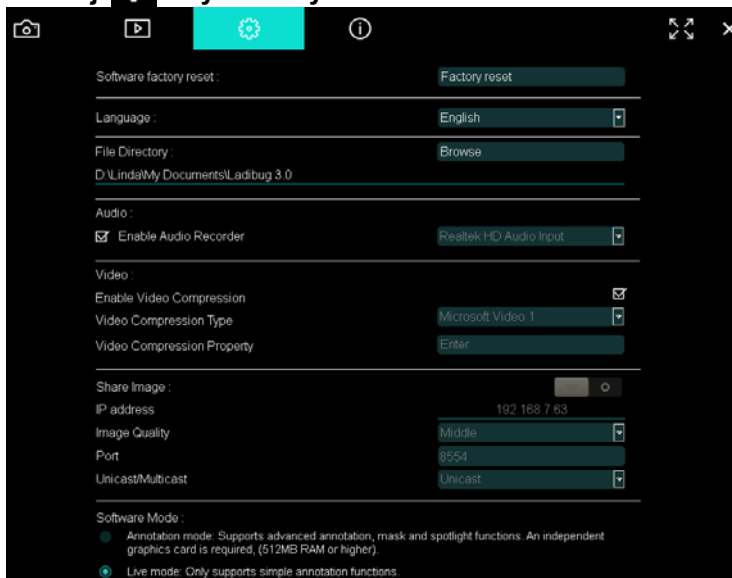 Software factory reset :
Factory reset
Language :
English
File Directory :
Browse
D:\Linda\My Documents\Ladibug 3.0
Audio :
Enable Audio Recorder
Realtek HD Audio Input
Video :
Enable Video Compression
Video Compression Type
Microsoft Video 1
Video Compression Property
Enter
Share Image :
IP address
192.168.7.63
Image Quality
Middle
Port
8554
Unicast/Multicast
Unicast
Software Mode :
Annotation mode: Supports advanced annotation, mask and spotlight functions. An independent
graphics card is required, (512MB RAM or higher).
Live mode: Only supports simple annotation functions.